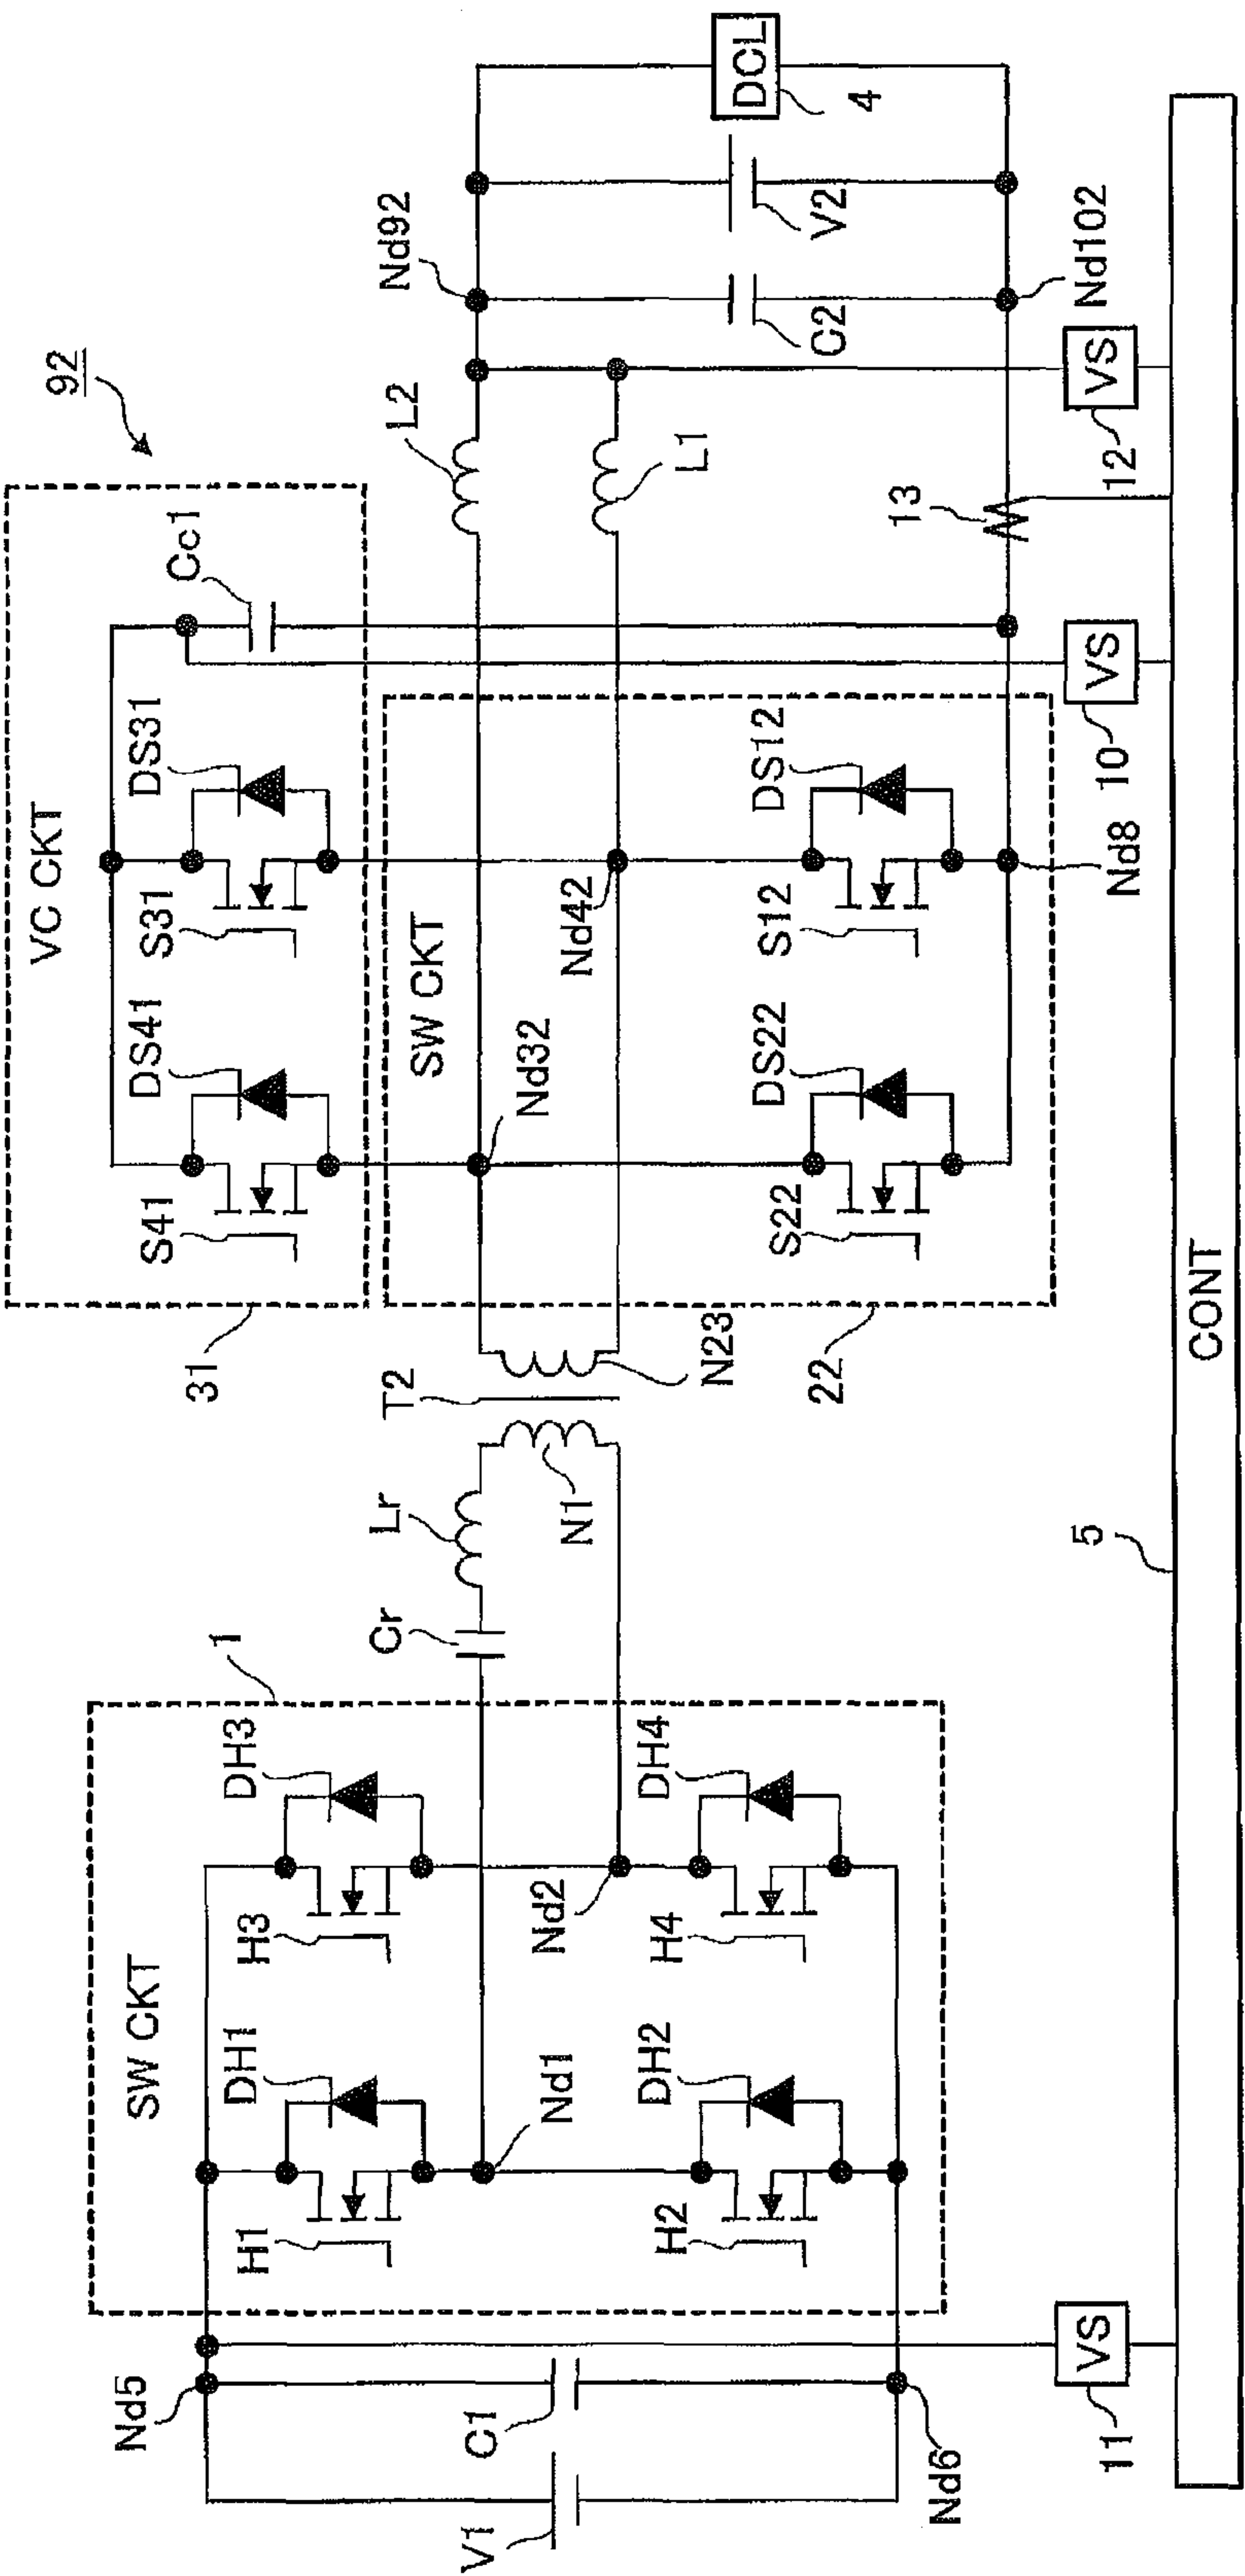 92
VC CKT
31
S41
DS41
S31
DS31
Cc1
SW CKT
22
Nd32
Nd42
S22
DS22
S12
DS12
Nd8
L2
L1
Nd92
Nd102
C2
V2
DCL
4
13
VS
10
VS
12
T2
N23
N1
Lr
Cr
1
SW CKT
H1
DH1
H3
DH3
Nd1
Nd2
H2
DH2
H4
DH4
Nd5
Nd6
C1
V1
VS
11
5
CONT